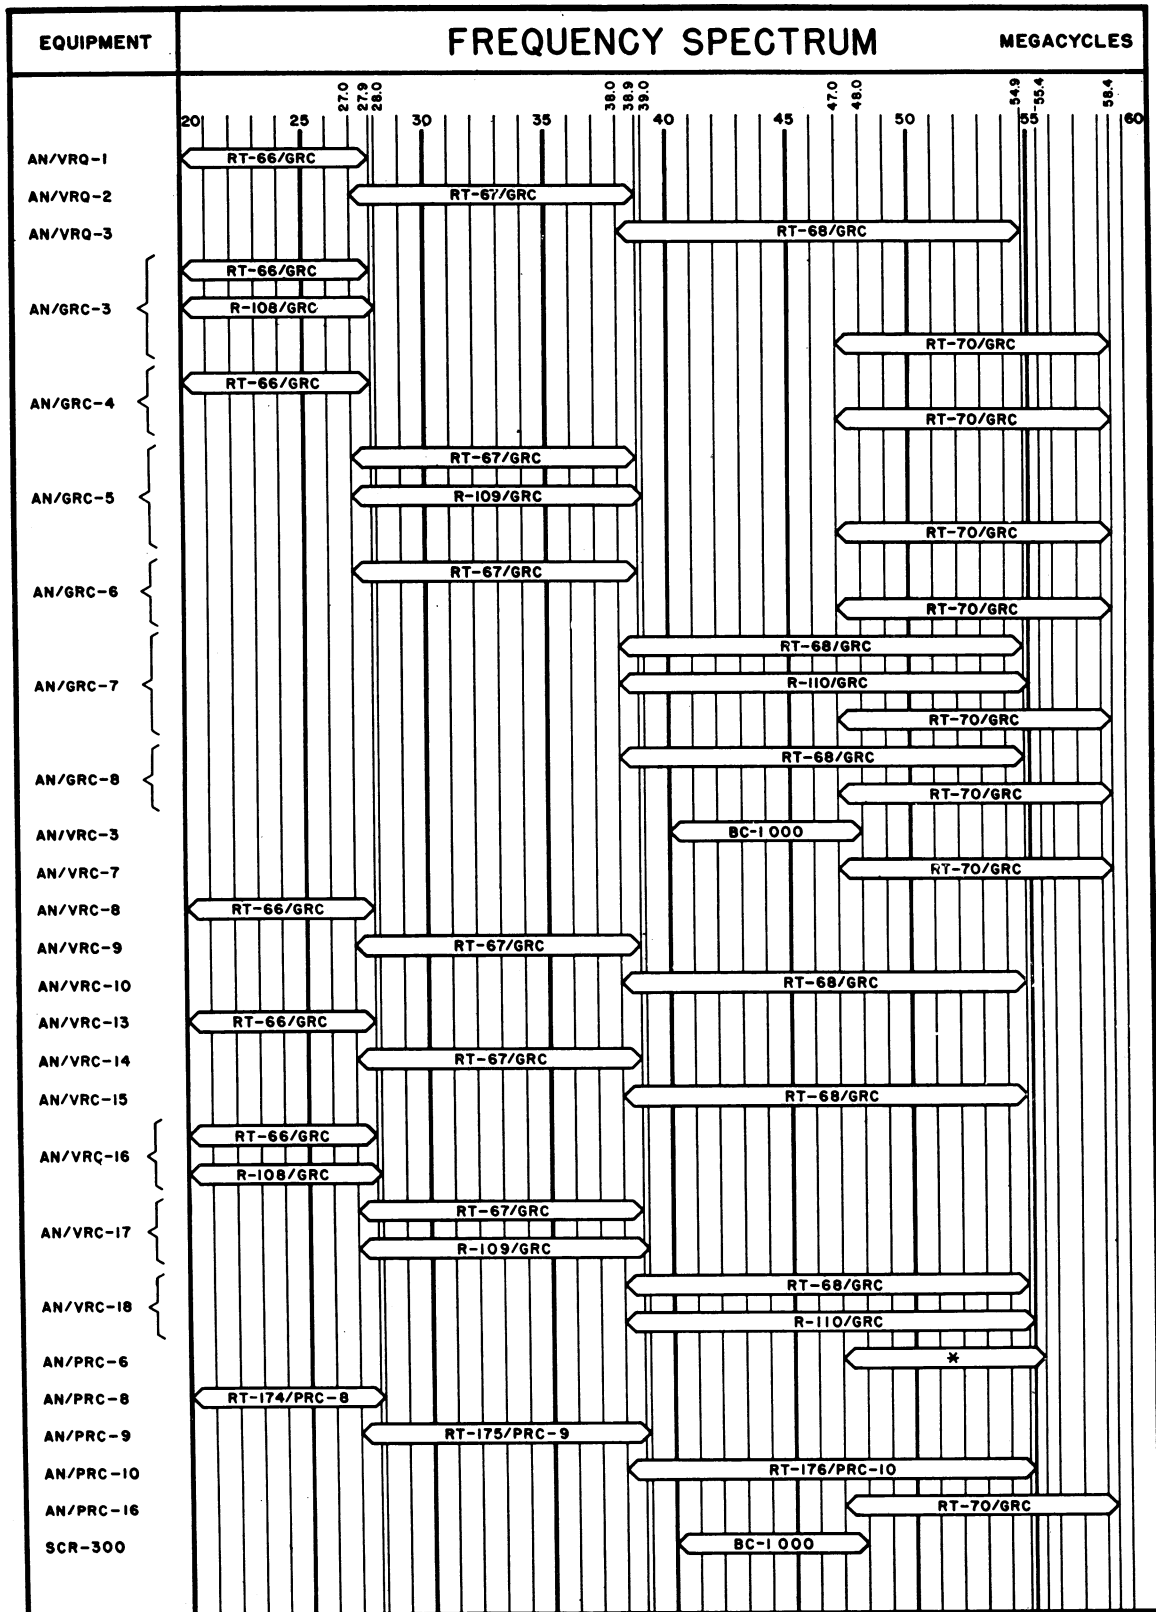 EQUIPMENT FREQUENCY SPECTRUM MEGACYCLES
27.0 27.9 28.0 38.0 38.9 39.0 47.0 48.0 54.9 55.4 58.4
20 25 30 35 40 45 50 55 60
AN/VRQ-1 RT-66/GRC
AN/VRQ-2 RT-67/GRC
AN/VRQ-3 RT-68/GRC
RT-66/GRC
AN/GRC-3 R-108/GRC
RT-70/GRC
RT-66/GRC
AN/GRC-4
RT-70/GRC
RT-67/GRC
AN/GRC-5 R-109/GRC
RT-70/GRC
RT-67/GRC
AN/GRC-6
RT-70/GRC
RT-68/GRC
AN/GRC-7 R-110/GRC
RT-70/GRC
RT-68/GRC
AN/GRC-8
RT-70/GRC
AN/VRC-3 BC-1000
AN/VRC-7 RT-70/GRC
AN/VRC-8 RT-66/GRC
AN/VRC-9 RT-67/GRC
AN/VRC-10 RT-68/GRC
AN/VRC-13 RT-66/GRC
AN/VRC-14 RT-67/GRC
AN/VRC-15 RT-68/GRC
RT-66/GRC
AN/VRC-16
R-108/GRC
RT-67/GRC
AN/VRC-17
R-109/GRC
RT-68/GRC
AN/VRC-18
R-110/GRC
AN/PRC-6 *
AN/PRC-8 RT-174/PRC-8
AN/PRC-9 RT-175/PRC-9
AN/PRC-10 RT-176/PRC-10
AN/PRC-16 RT-70/GRC
SCR-300 BC-1000